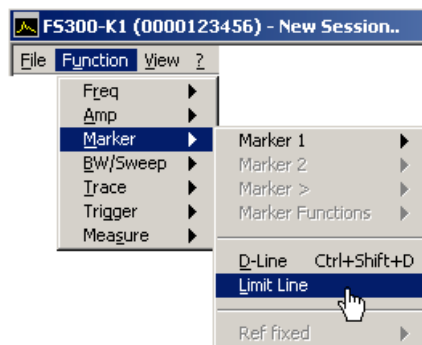 FS300-K1 (0000123456) - New Session..
File Function View ?
Freq
Amp
Marker
BW/Sweep
Trace
Trigger
Measure
Marker 1
Marker 2
Marker >
Marker Functions
D-Line Ctrl+Shift+D
Limit Line
Ref fixed